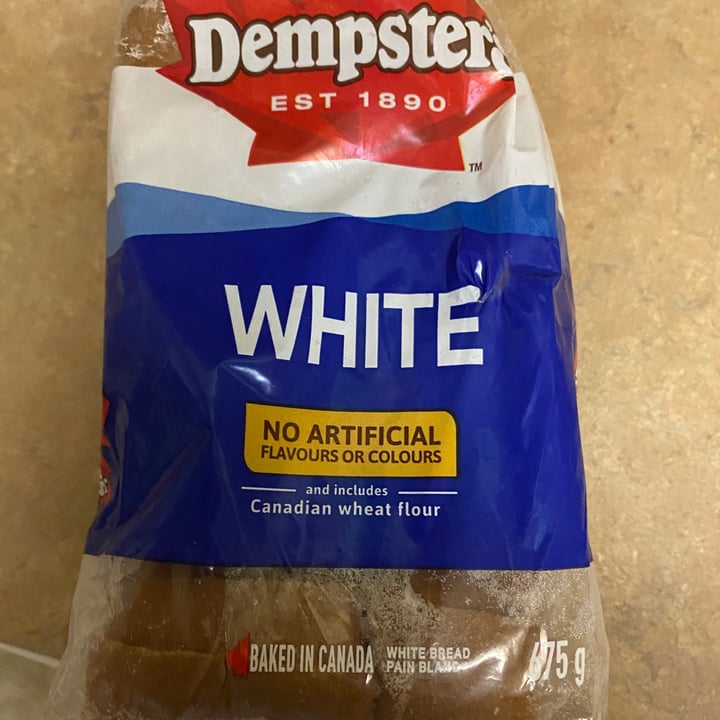 Dempster's
EST 1890
TM
WHITE
NO ARTIFICIAL
FLAVOURS OR COLOURS
and includes
Canadian wheat flour
BAKED IN CANADA
WHITE BREAD
PAIN BLANC
675 g